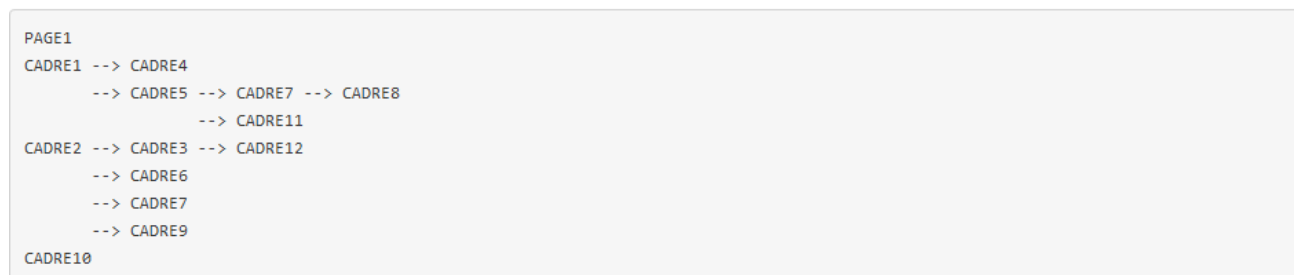 PAGE1
CADRE1 --> CADRE4
       --> CADRE5 --> CADRE7 --> CADRE8
                  --> CADRE11
CADRE2 --> CADRE3 --> CADRE12
       --> CADRE6
       --> CADRE7
       --> CADRE9
CADRE10